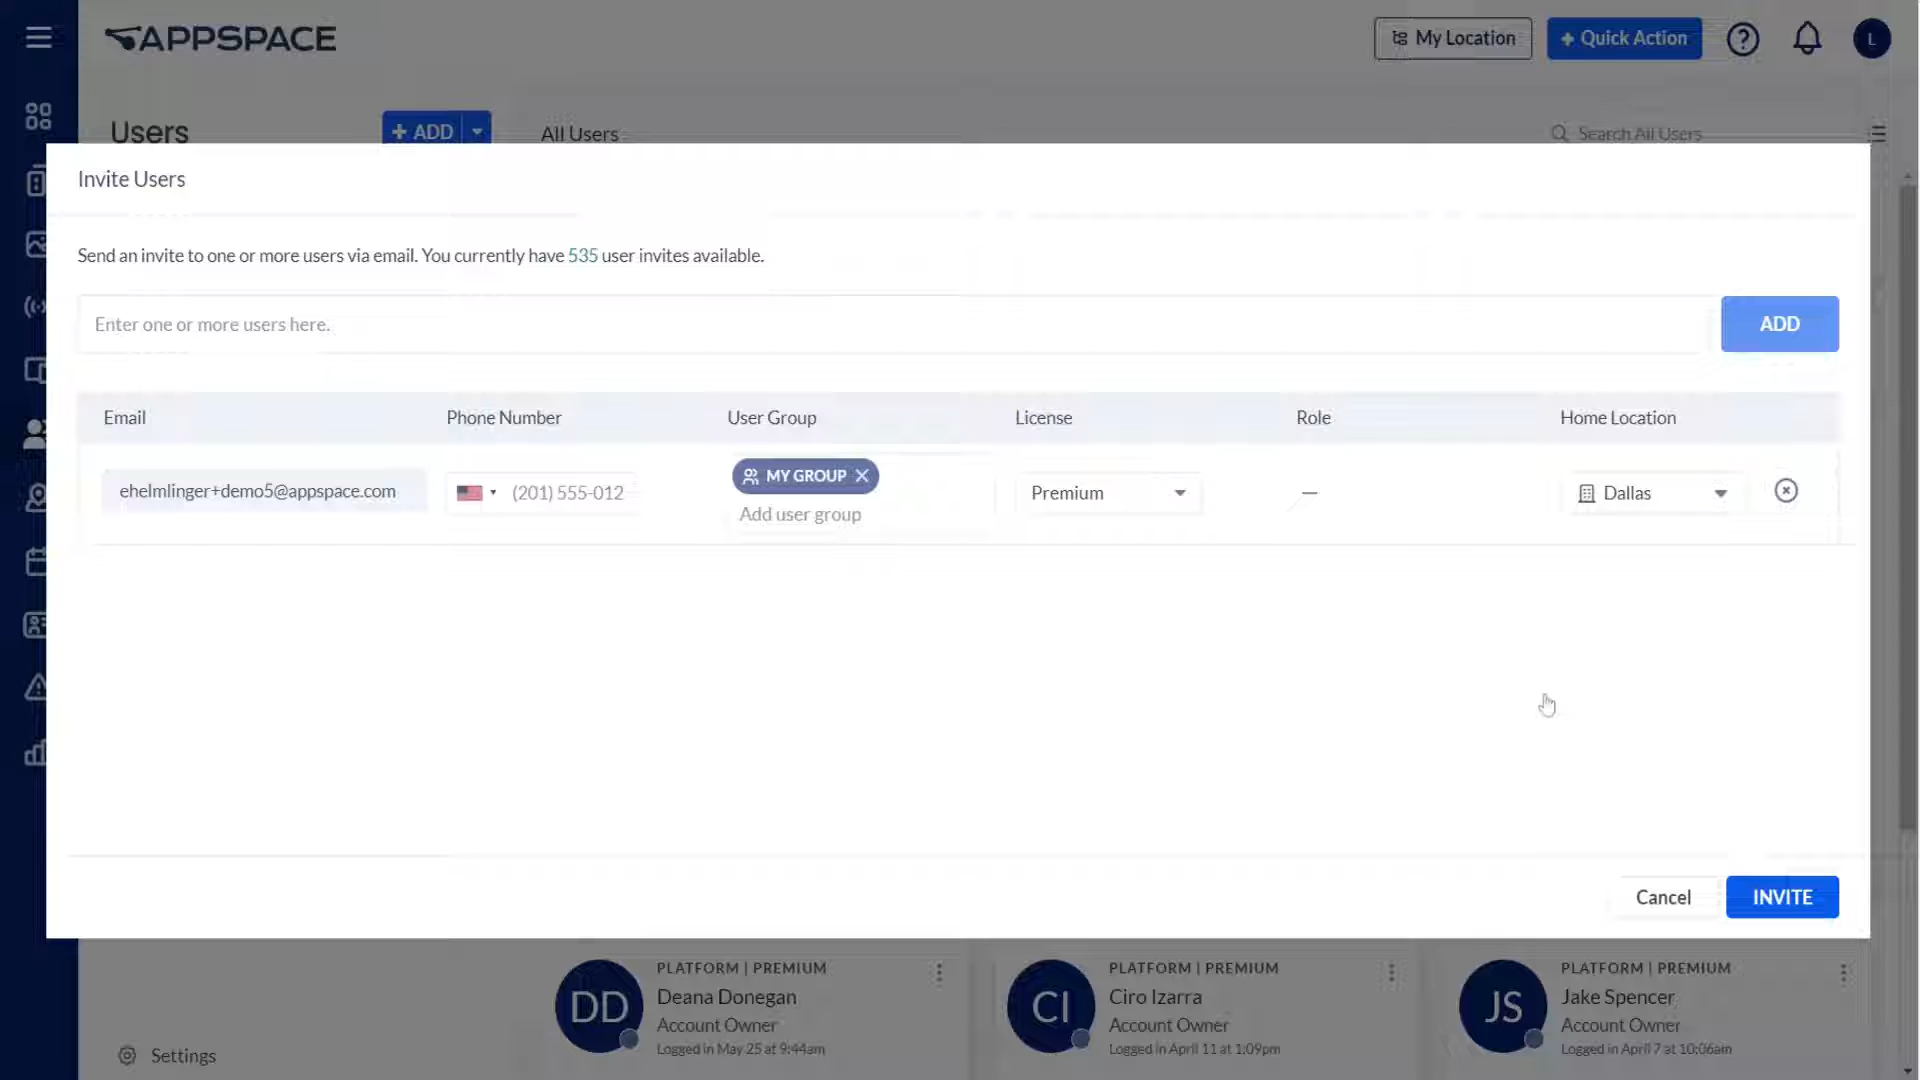 APPSPACE
My Location
+ Quick Action
?
L
Users
+ ADD
All Users
Search All Users
Invite Users
Send an invite to one or more users via email. You currently have 535 user invites available.
Enter one or more users here.
ADD
Email
Phone Number
User Group
License
Role
Home Location
ehelmlinger+demo5@appspace.com
(201) 555-012
MY GROUP
Add user group
Premium
—
Dallas
Cancel
INVITE
DD
PLATFORM | PREMIUM
Deana Donegan
Account Owner
Logged in May 25 at 9:44am
CI
PLATFORM | PREMIUM
Ciro Izarra
Account Owner
Logged in April 11 at 1:09pm
JS
PLATFORM | PREMIUM
Jake Spencer
Account Owner
Logged in April 7 at 10:06am
Settings